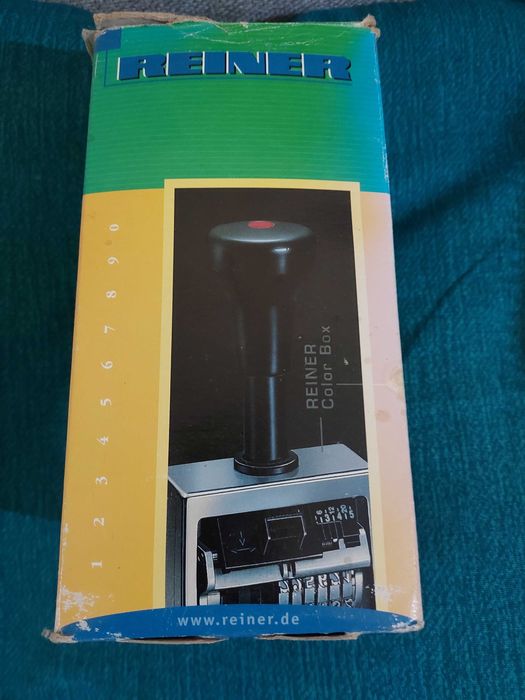 REINER
1 2 3 4 5 6 7 8 9 0
REINER
Color Box
www.reiner.de